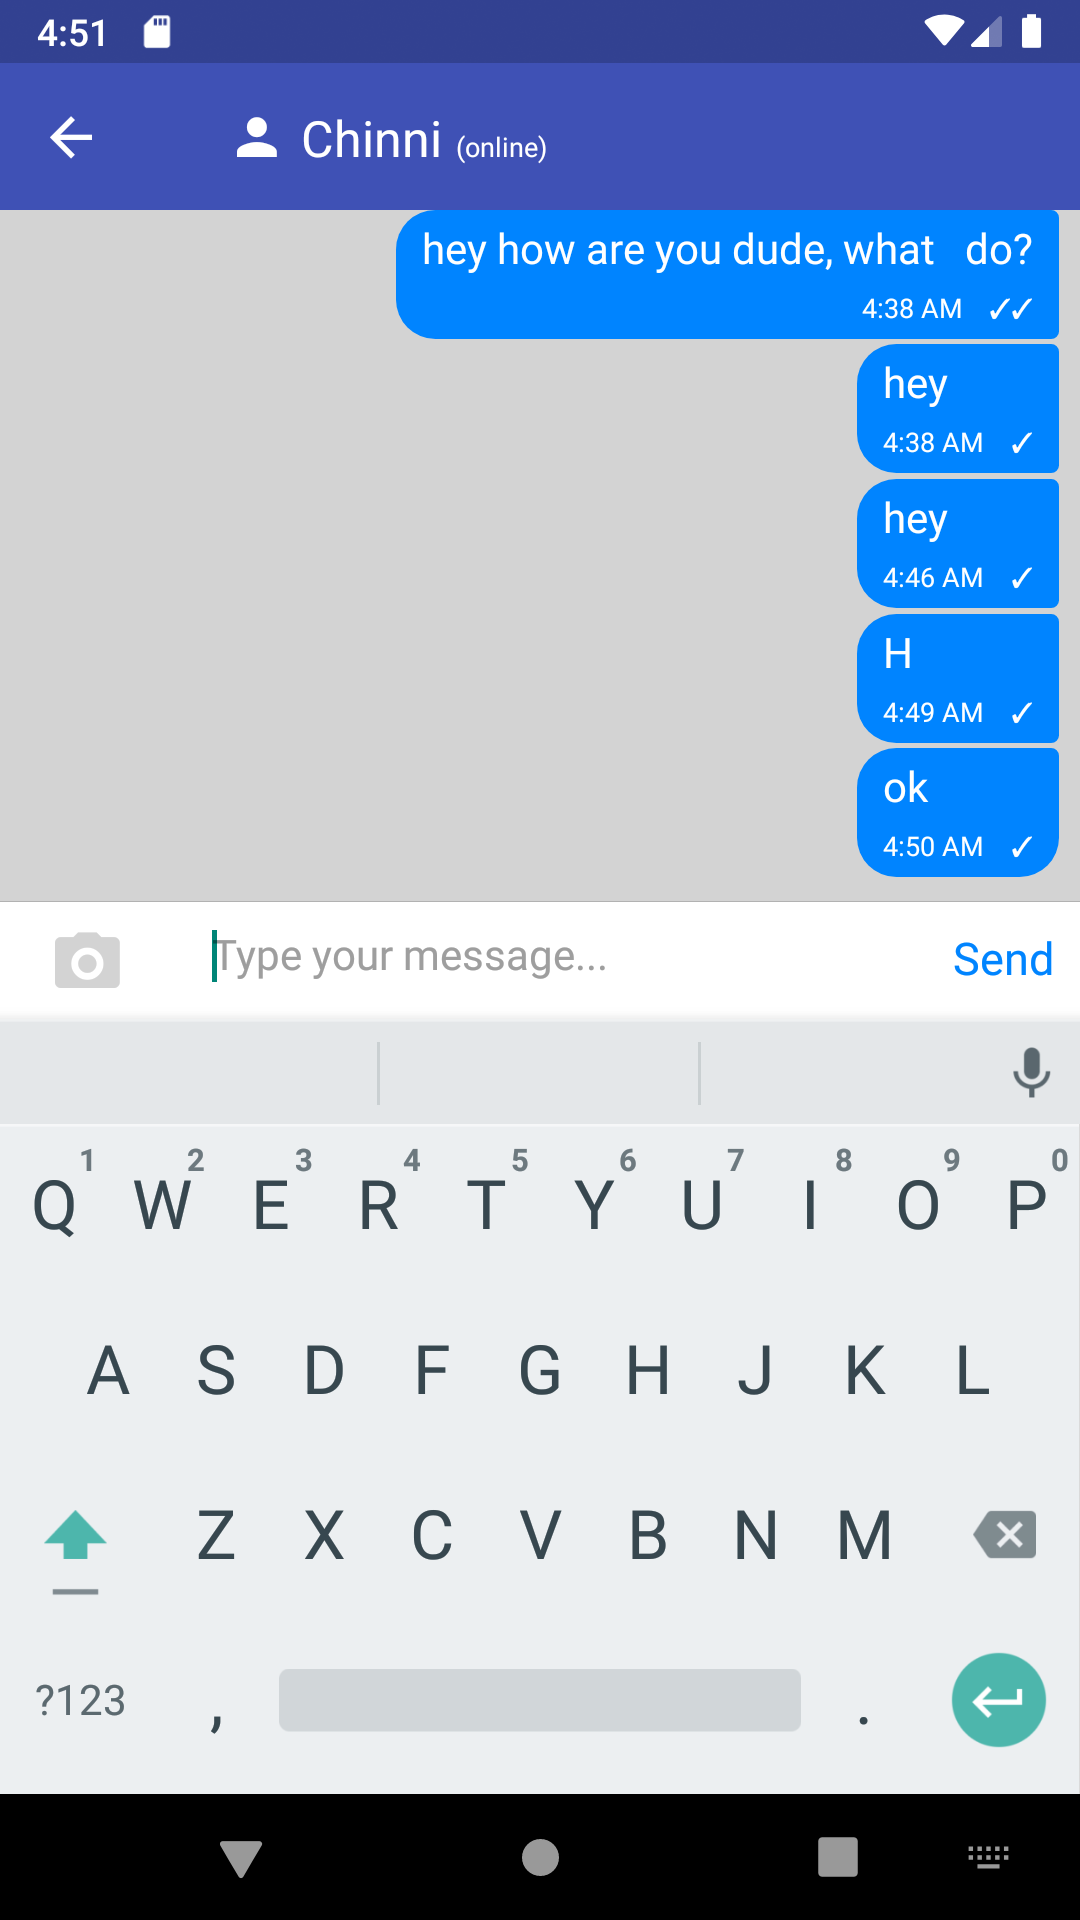 4:51
Chinni (online)
hey how are you dude, what do?
4:38 AM ✓✓
hey
4:38 AM ✓
hey
4:46 AM ✓
H
4:49 AM ✓
ok
4:50 AM ✓
Type your message...
Send
1 2 3 4 5 6 7 8 9 0
Q W E R T Y U I O P
A S D F G H J K L
Z X C V B N M
?123 , .